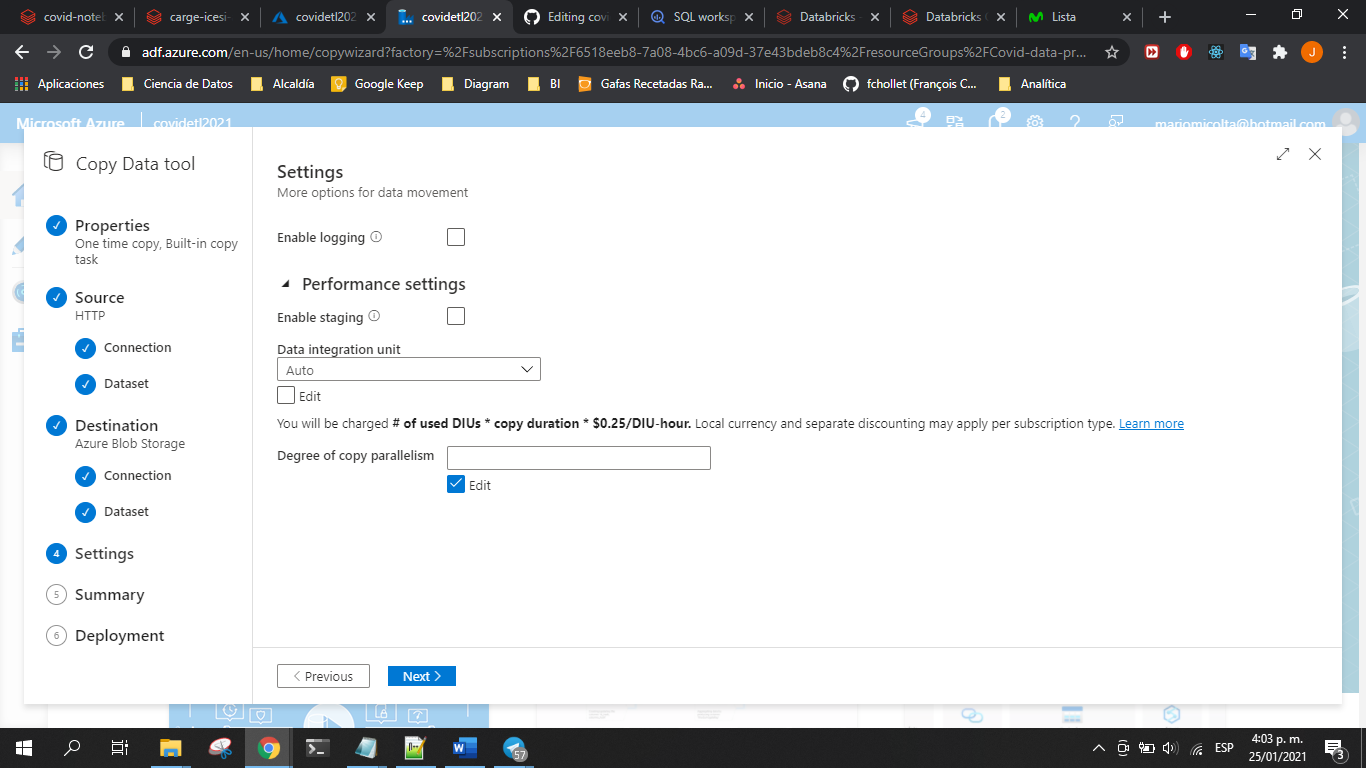 covid-noteb
carge-icesi-
covidetl202
covidetl202
Editing cov
SQL worksp
Databricks
Databricks
Lista
adf.azure.com/en-us/home/copywizard?factory=%2Fsubscriptions%2F6518eeb8-7a08-4bc6-a09d-37e43bdeb8c4%2FresourceGroups%2FCovid-data-pr...
J
Aplicaciones
Ciencia de Datos
Alcaldía
Google Keep
Diagram
BI
Gafas Recetadas Ra...
Inicio - Asana
fchollet (François C...
Analítica
Microsoft Azure
covidetl2021
4
2
mariomicolta@hotmail.com
Copy Data tool
Properties
One time copy, Built-in copy
task
Source
HTTP
Connection
Dataset
Destination
Azure Blob Storage
Connection
Dataset
4 Settings
5 Summary
6 Deployment
Settings
More options for data movement
Enable logging
Performance settings
Enable staging
Data integration unit
Auto
Edit
You will be charged # of used DIUs * copy duration * $0.25/DIU-hour. Local currency and separate discounting may apply per subscription type. Learn more
Degree of copy parallelism
Edit
Previous
Next
57
ESP
4:03 p. m.
25/01/2021
3